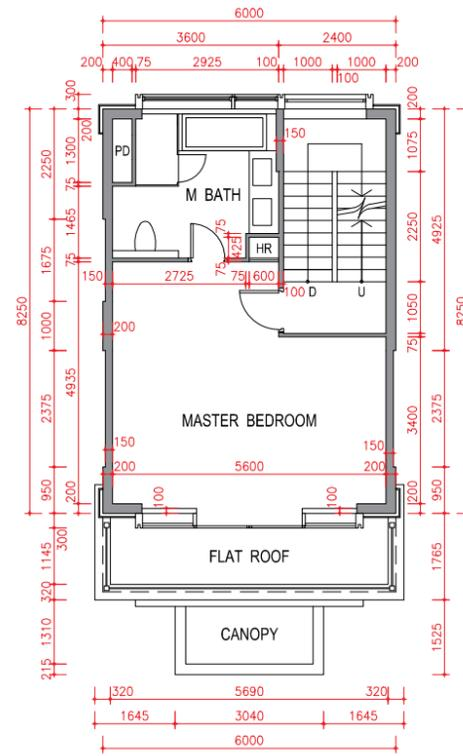 6000
3600 2400
200 400 75 2925 100 1000 1000 200
100
300 200
200 150
2250 1300 PD 1075
75 M BATH
1465 75 2250 4925
1675 425 HR
75 75
150 2725 75 600 100 D U
8250 1000 200 1050 8250
75
4935
2375 MASTER BEDROOM 3400 2375
150 150
950 200 200 5600 200 200 950
100 100
300
1145 FLAT ROOF 1765
320
1310 CANOPY 1525
215
320 5690 320
1645 3040 1645
6000